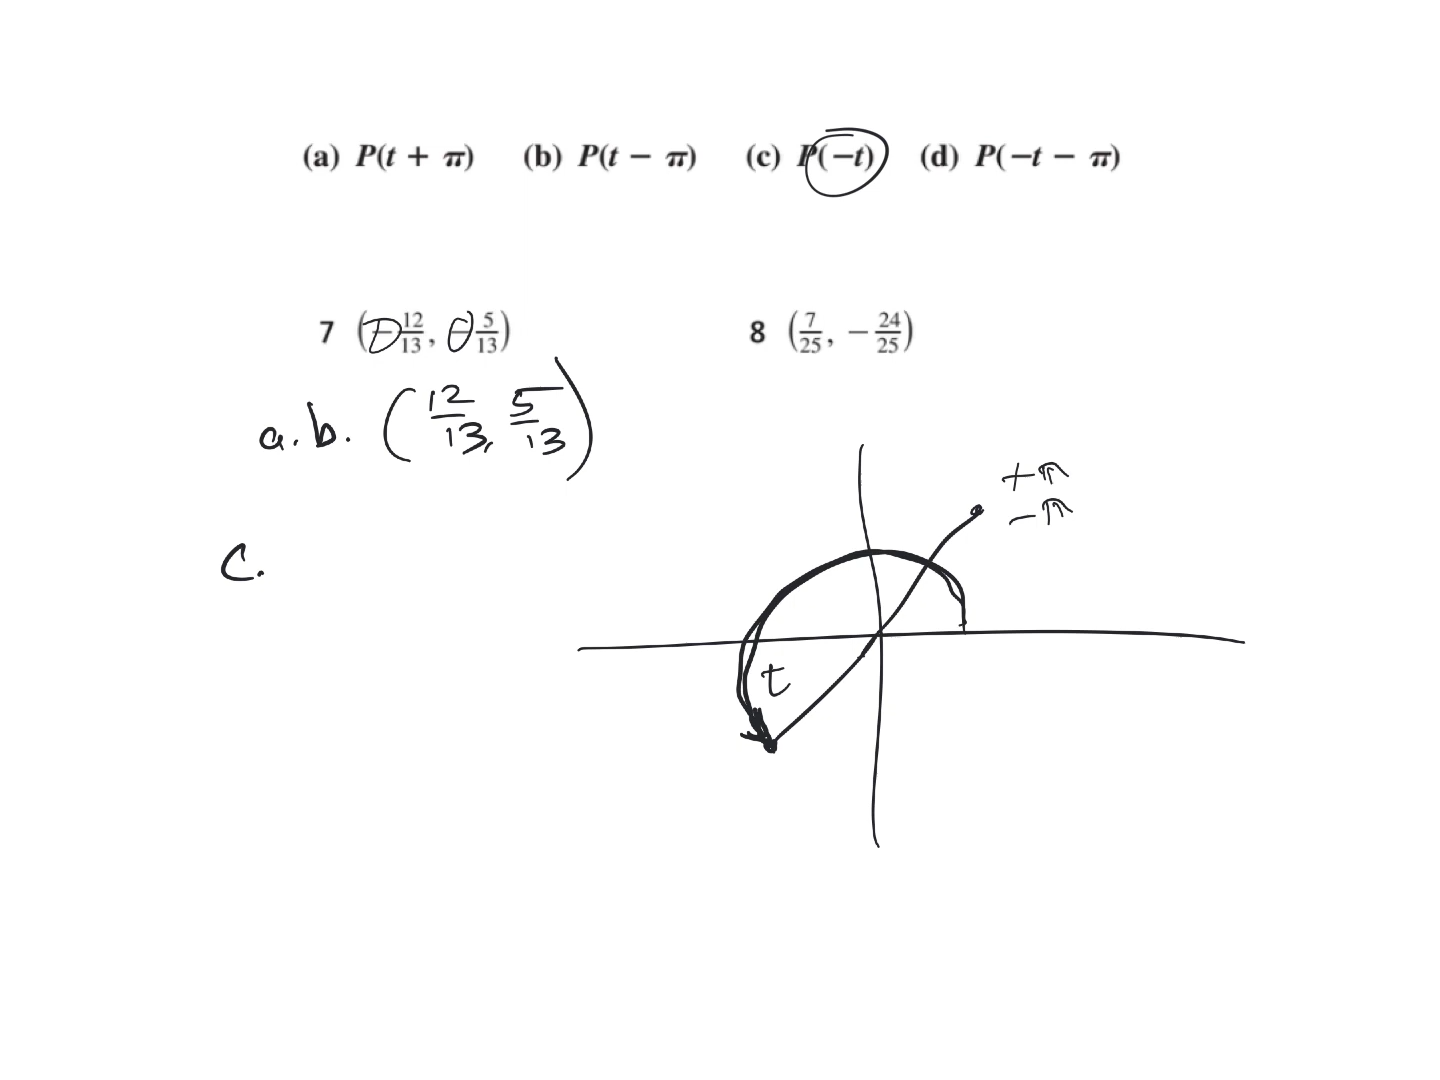 (a) P(t + π) (b) P(t − π) (c) P(−t) (d) P(−t − π)
7 (−12/13, −5/13) 8 (7/25, −24/25)
a.b. (12/13, 5/13)
+π
−π
c.
t